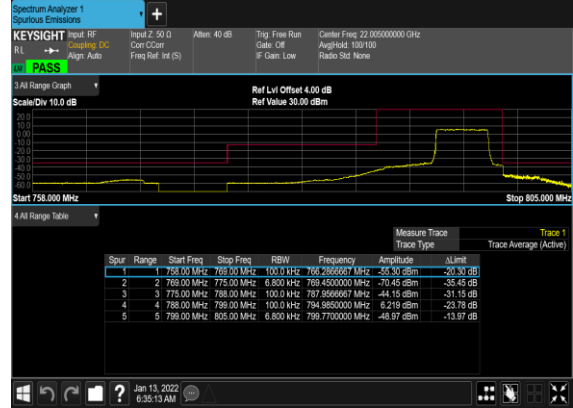 Spectrum Analyzer 1
Spurious Emissions
KEYSIGHT Input: RF Input Z: 50 Ω Atten: 40 dB Trig: Free Run Center Freq: 22.005000000 GHz
R L Coupling: DC Corr CCorr Gate: Off Avg|Hold: 100/100
Align: Auto Freq Ref: Int (S) IF Gain: Low Radio Std: None
LU PASS
3 All Range Graph
Ref Lvl Offset 4.00 dB
Scale/Div 10.0 dB Ref Value 30.00 dBm
20.0
10.0
0.00
-10.0
-20.0
-30.0
-40.0
-50.0
-60.0
Start 758.000 MHz Stop 805.000 MHz
4 All Range Table
Measure Trace Trace 1
Trace Type Trace Average (Active)
Spur Range Start Freq Stop Freq RBW Frequency Amplitude ΔLimit
1 1 758.00 MHz 769.00 MHz 100.0 kHz 766.2866667 MHz -55.30 dBm -20.30 dB
2 2 769.00 MHz 775.00 MHz 6.800 kHz 769.4500000 MHz -70.45 dBm -35.45 dB
3 3 775.00 MHz 788.00 MHz 100.0 kHz 787.9566667 MHz -44.15 dBm -31.15 dB
4 4 788.00 MHz 799.00 MHz 100.0 kHz 794.9850000 MHz 6.219 dBm -23.78 dB
5 5 799.00 MHz 805.00 MHz 6.800 kHz 799.7700000 MHz -48.97 dBm -13.97 dB
? Jan 13, 2022
6:35:13 AM